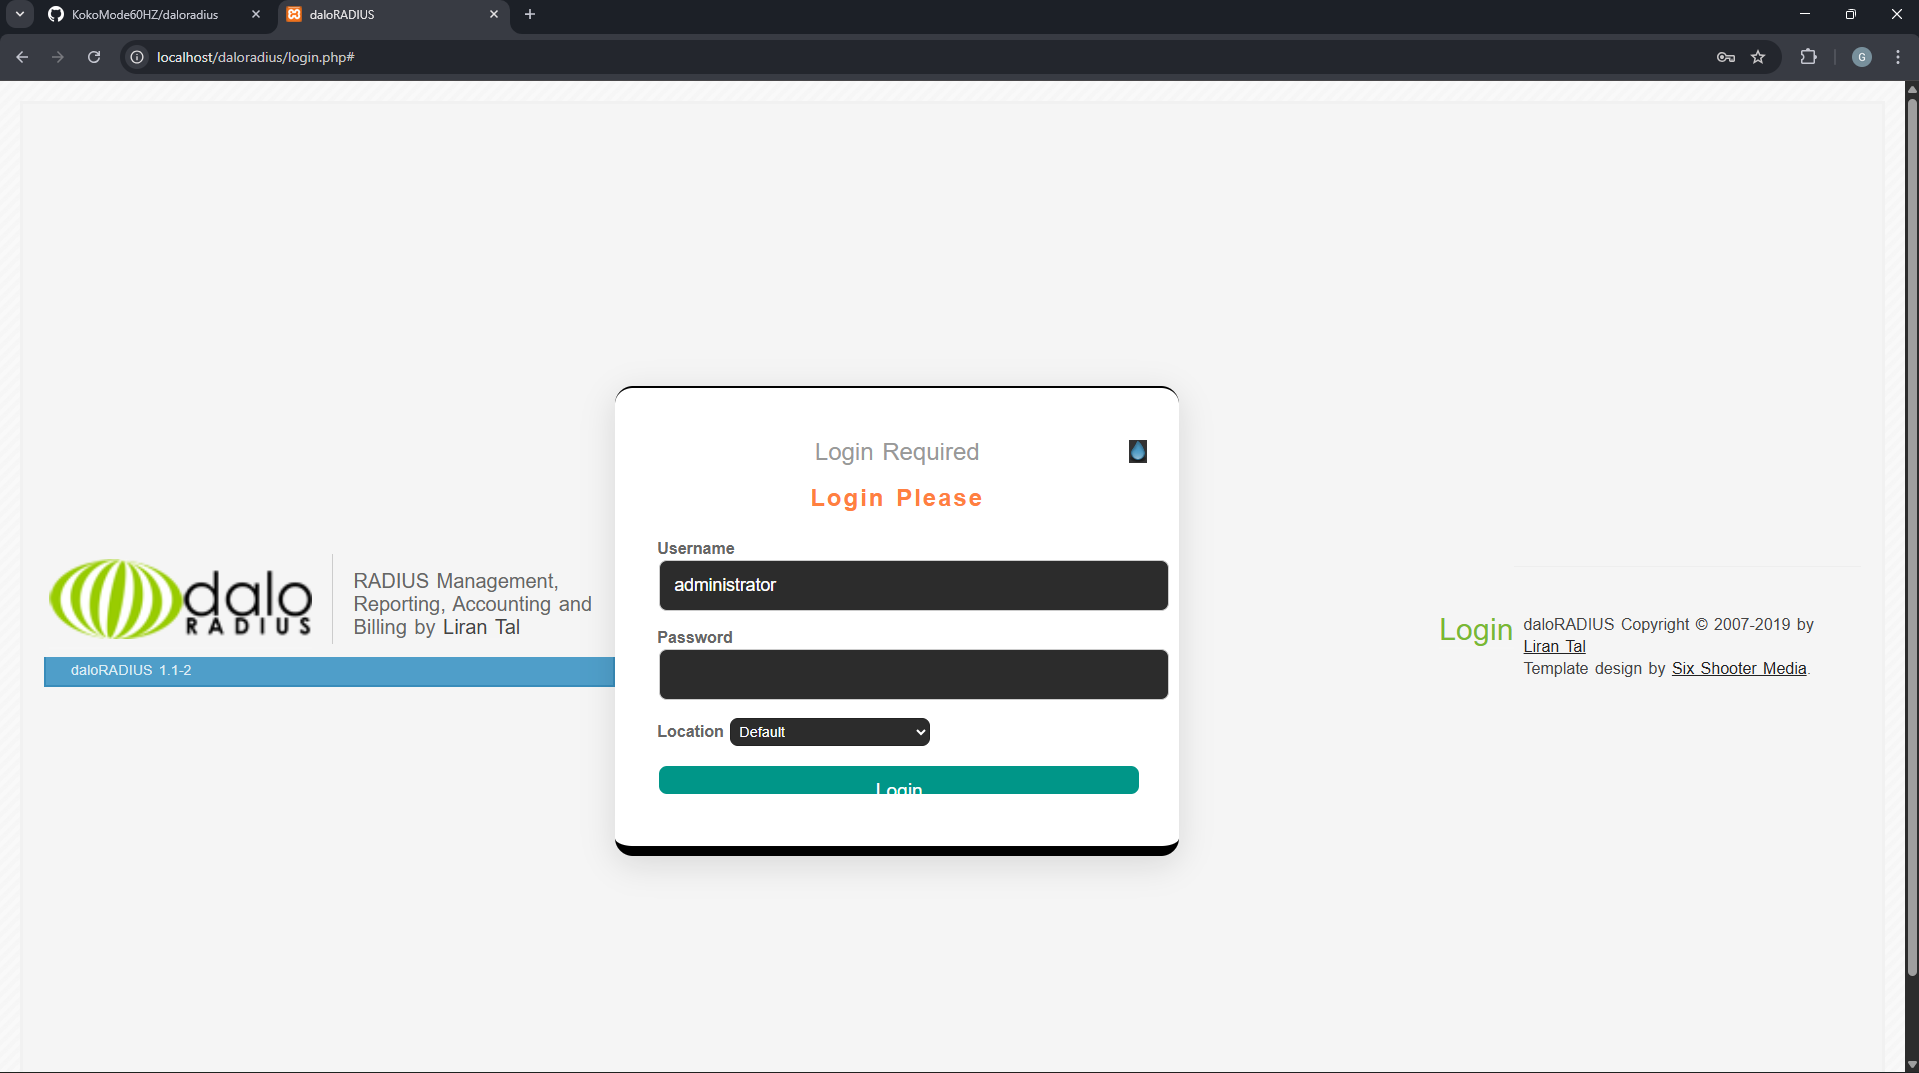 KokoMode60HZ/daloradius
daloRADIUS
localhost/daloradius/login.php#
G
Login Required
Login Please
Username
administrator
Password
Location Default
Login
dalo
RADIUS
RADIUS Management,
Reporting, Accounting and
Billing by Liran Tal
daloRADIUS 1.1-2
Login
daloRADIUS Copyright © 2007-2019 by
Liran Tal
Template design by Six Shooter Media.